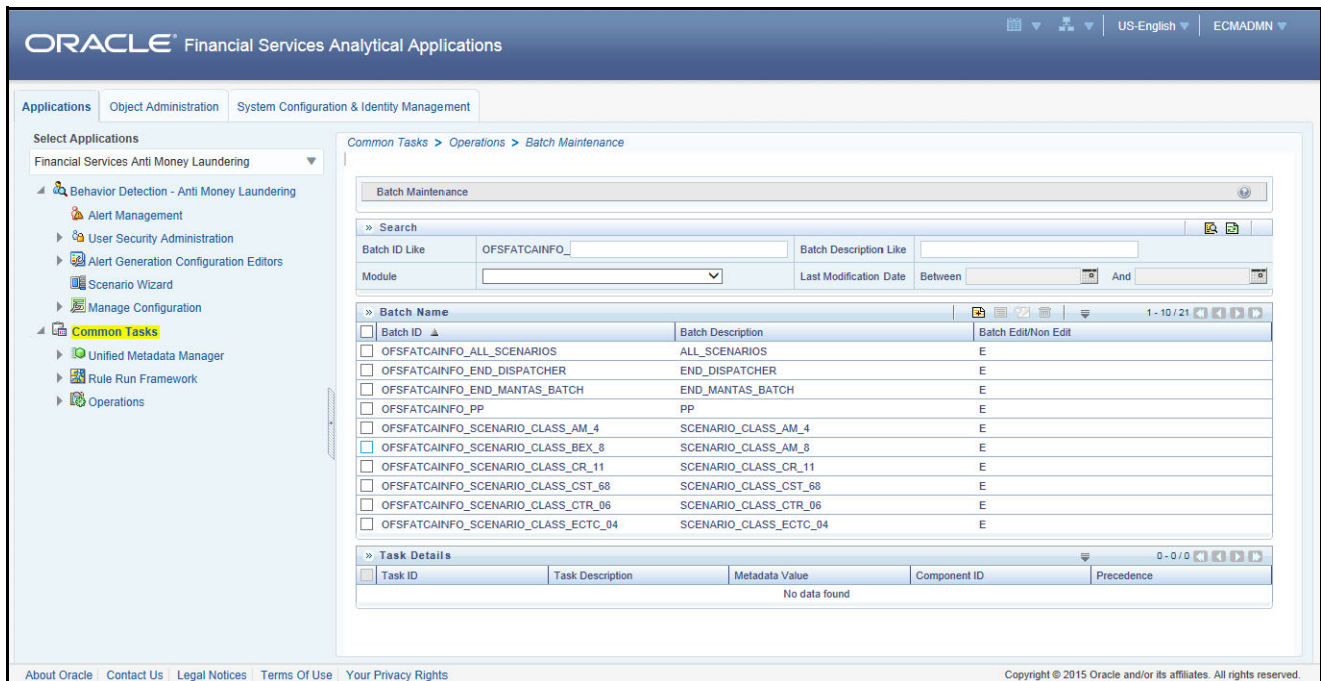 US-English ECMADMN
ORACLE® Financial Services Analytical Applications
Applications Object Administration System Configuration & Identity Management
Select Applications
Financial Services Anti Money Laundering
Behavior Detection - Anti Money Laundering
Alert Management
User Security Administration
Alert Generation Configuration Editors
Scenario Wizard
Manage Configuration
Common Tasks
Unified Metadata Manager
Rule Run Framework
Operations
Common Tasks > Operations > Batch Maintenance
Batch Maintenance
» Search
Batch ID Like OFSFATCAINFO_ Batch Description Like
Module Last Modification Date Between And
» Batch Name 1 - 10 / 21
Batch ID Batch Description Batch Edit/Non Edit
OFSFATCAINFO_ALL_SCENARIOS ALL_SCENARIOS E
OFSFATCAINFO_END_DISPATCHER END_DISPATCHER E
OFSFATCAINFO_END_MANTAS_BATCH END_MANTAS_BATCH E
OFSFATCAINFO_PP PP E
OFSFATCAINFO_SCENARIO_CLASS_AM_4 SCENARIO_CLASS_AM_4 E
OFSFATCAINFO_SCENARIO_CLASS_BEX_8 SCENARIO_CLASS_AM_8 E
OFSFATCAINFO_SCENARIO_CLASS_CR_11 SCENARIO_CLASS_CR_11 E
OFSFATCAINFO_SCENARIO_CLASS_CST_68 SCENARIO_CLASS_CST_68 E
OFSFATCAINFO_SCENARIO_CLASS_CTR_06 SCENARIO_CLASS_CTR_06 E
OFSFATCAINFO_SCENARIO_CLASS_ECTC_04 SCENARIO_CLASS_ECTC_04 E
» Task Details 0 - 0 / 0
Task ID Task Description Metadata Value Component ID Precedence
No data found
About Oracle Contact Us Legal Notices Terms Of Use Your Privacy Rights Copyright © 2015 Oracle and/or its affiliates. All rights reserved.